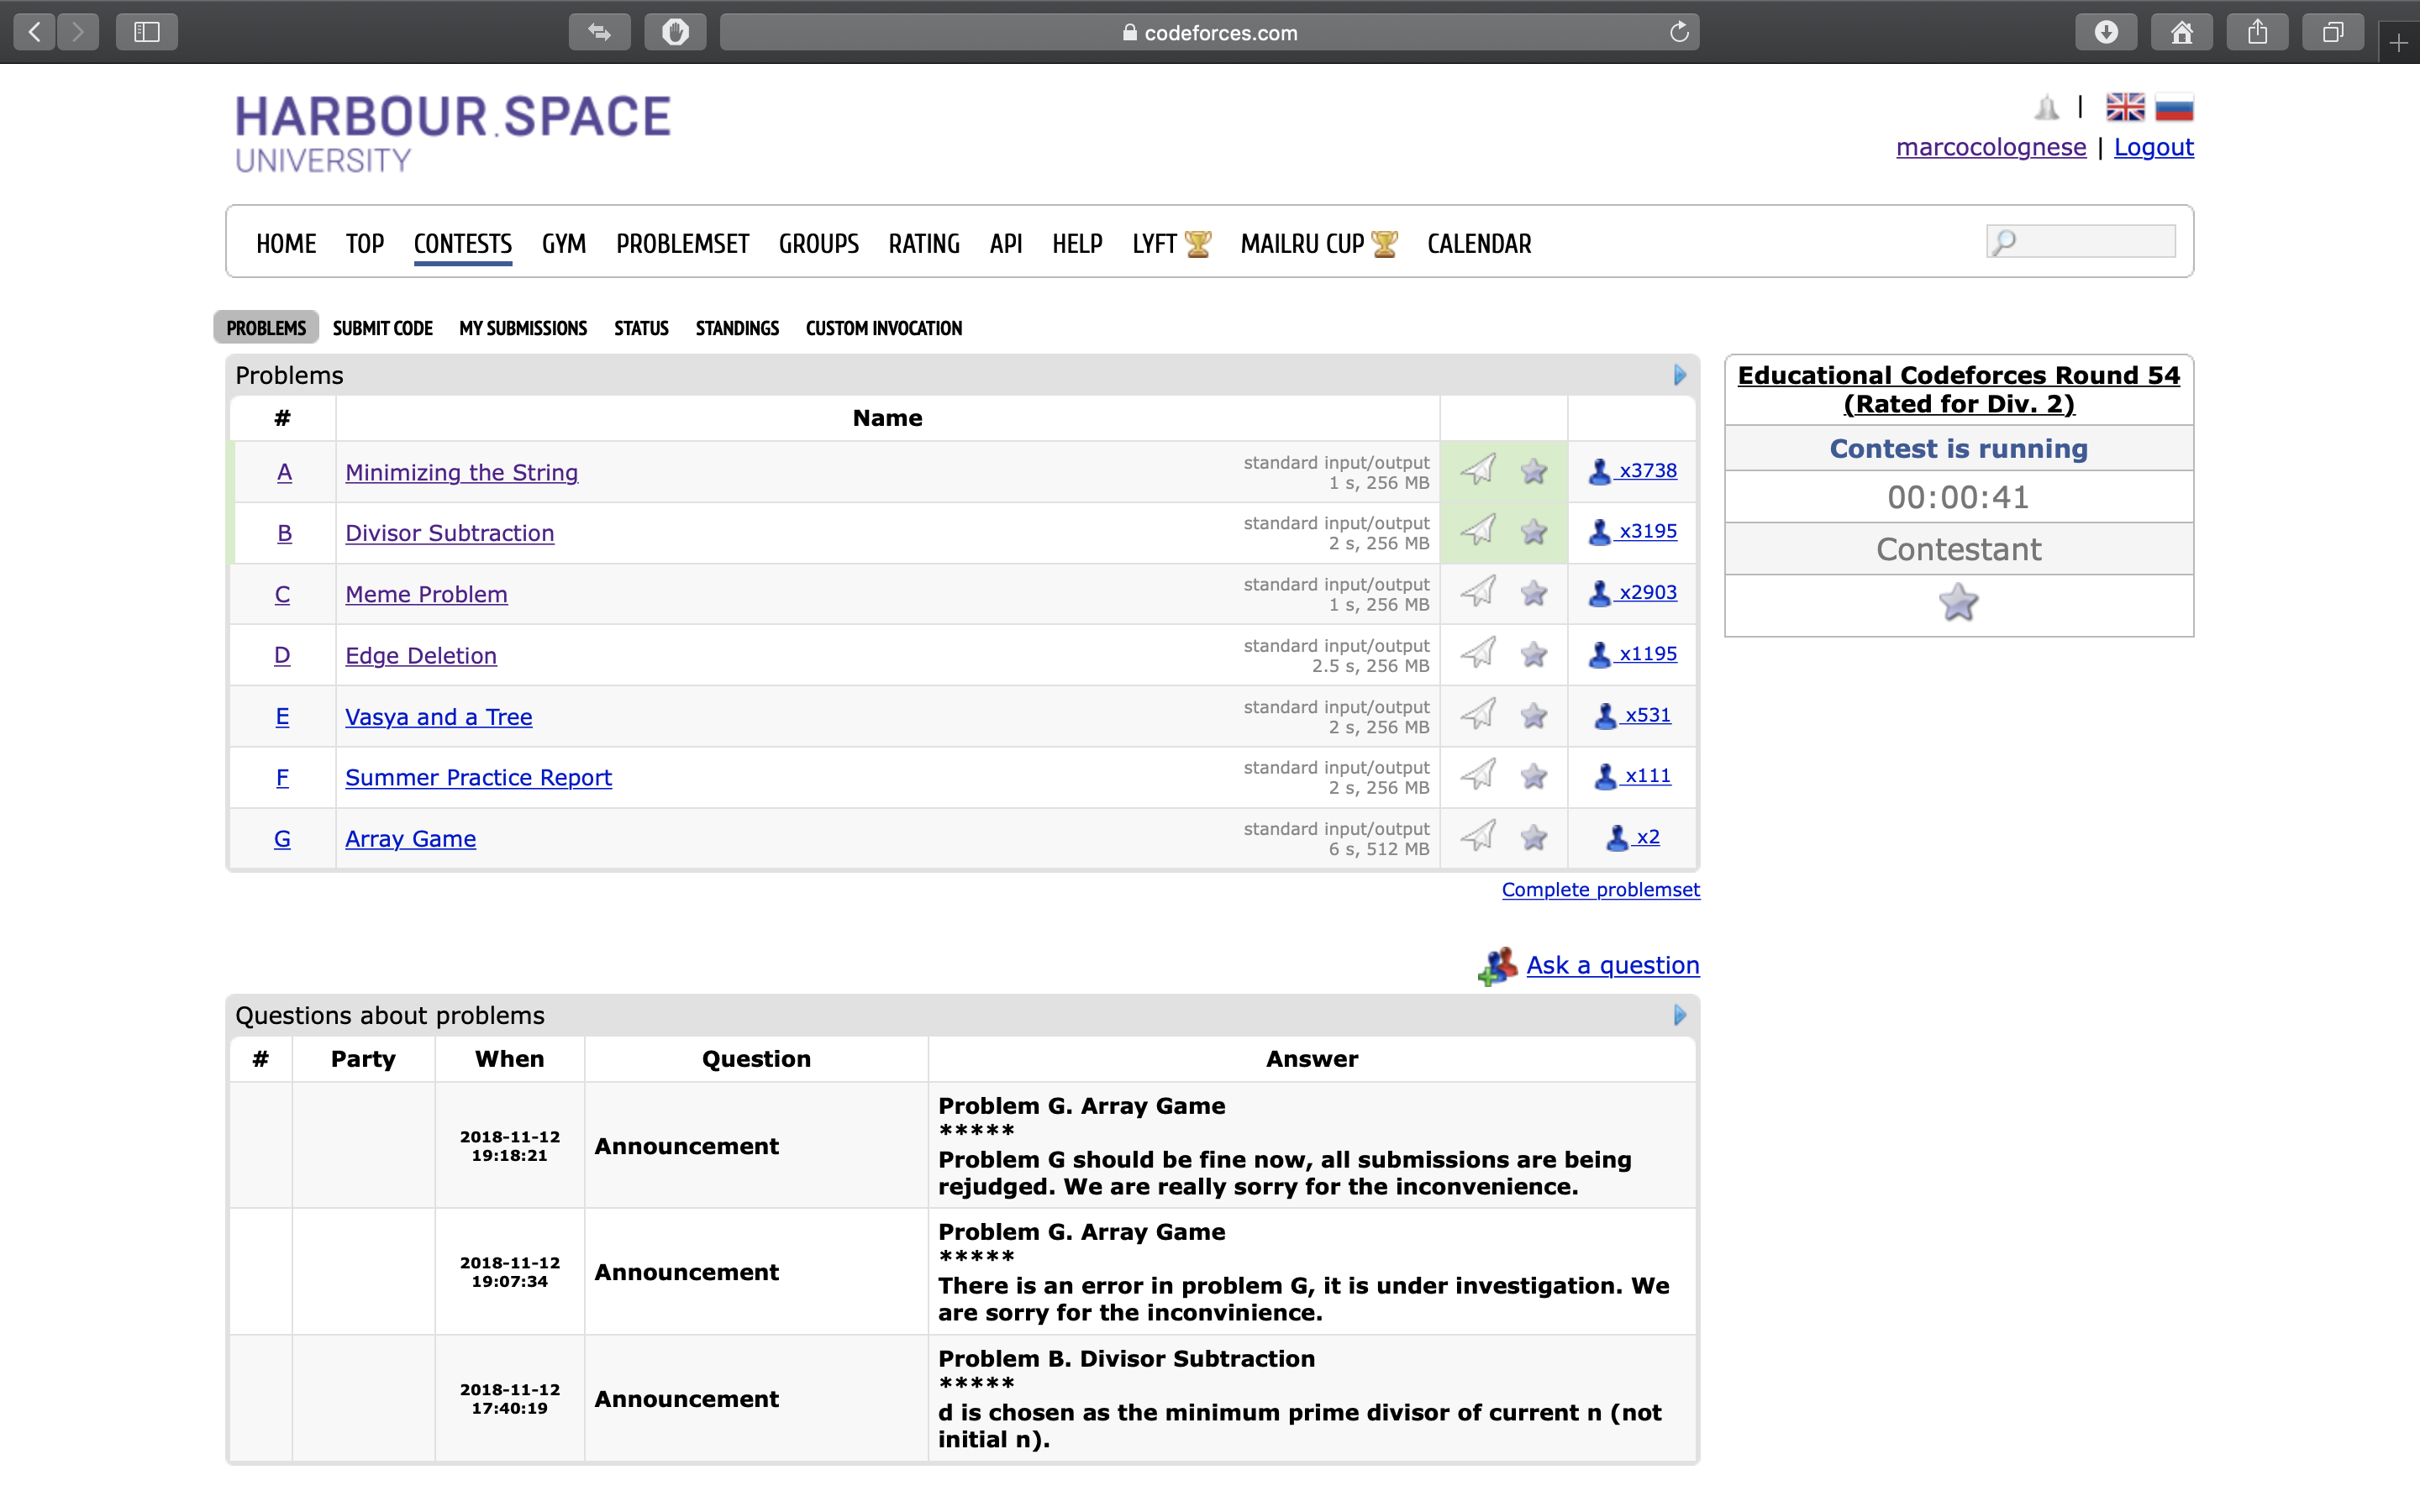 codeforces.com
HARBOUR.SPACE
UNIVERSITY
|
marcocolognese | Logout
HOME TOP CONTESTS GYM PROBLEMSET GROUPS RATING API HELP LYFT MAILRU CUP CALENDAR
PROBLEMS SUBMIT CODE MY SUBMISSIONS STATUS STANDINGS CUSTOM INVOCATION
Problems
# Name
A Minimizing the String standard input/output
1 s, 256 MB x3738
B Divisor Subtraction standard input/output
2 s, 256 MB x3195
C Meme Problem standard input/output
1 s, 256 MB x2903
D Edge Deletion standard input/output
2.5 s, 256 MB x1195
E Vasya and a Tree standard input/output
2 s, 256 MB x531
F Summer Practice Report standard input/output
2 s, 256 MB x111
G Array Game standard input/output
6 s, 512 MB x2
Complete problemset
Educational Codeforces Round 54
(Rated for Div. 2)
Contest is running
00:00:41
Contestant
Ask a question
Questions about problems
# Party When Question Answer
2018-11-12
19:18:21
Announcement
Problem G. Array Game
*****
Problem G should be fine now, all submissions are being
rejudged. We are really sorry for the inconvenience.
2018-11-12
19:07:34
Announcement
Problem G. Array Game
*****
There is an error in problem G, it is under investigation. We
are sorry for the inconvinience.
2018-11-12
17:40:19
Announcement
Problem B. Divisor Subtraction
*****
d is chosen as the minimum prime divisor of current n (not
initial n).